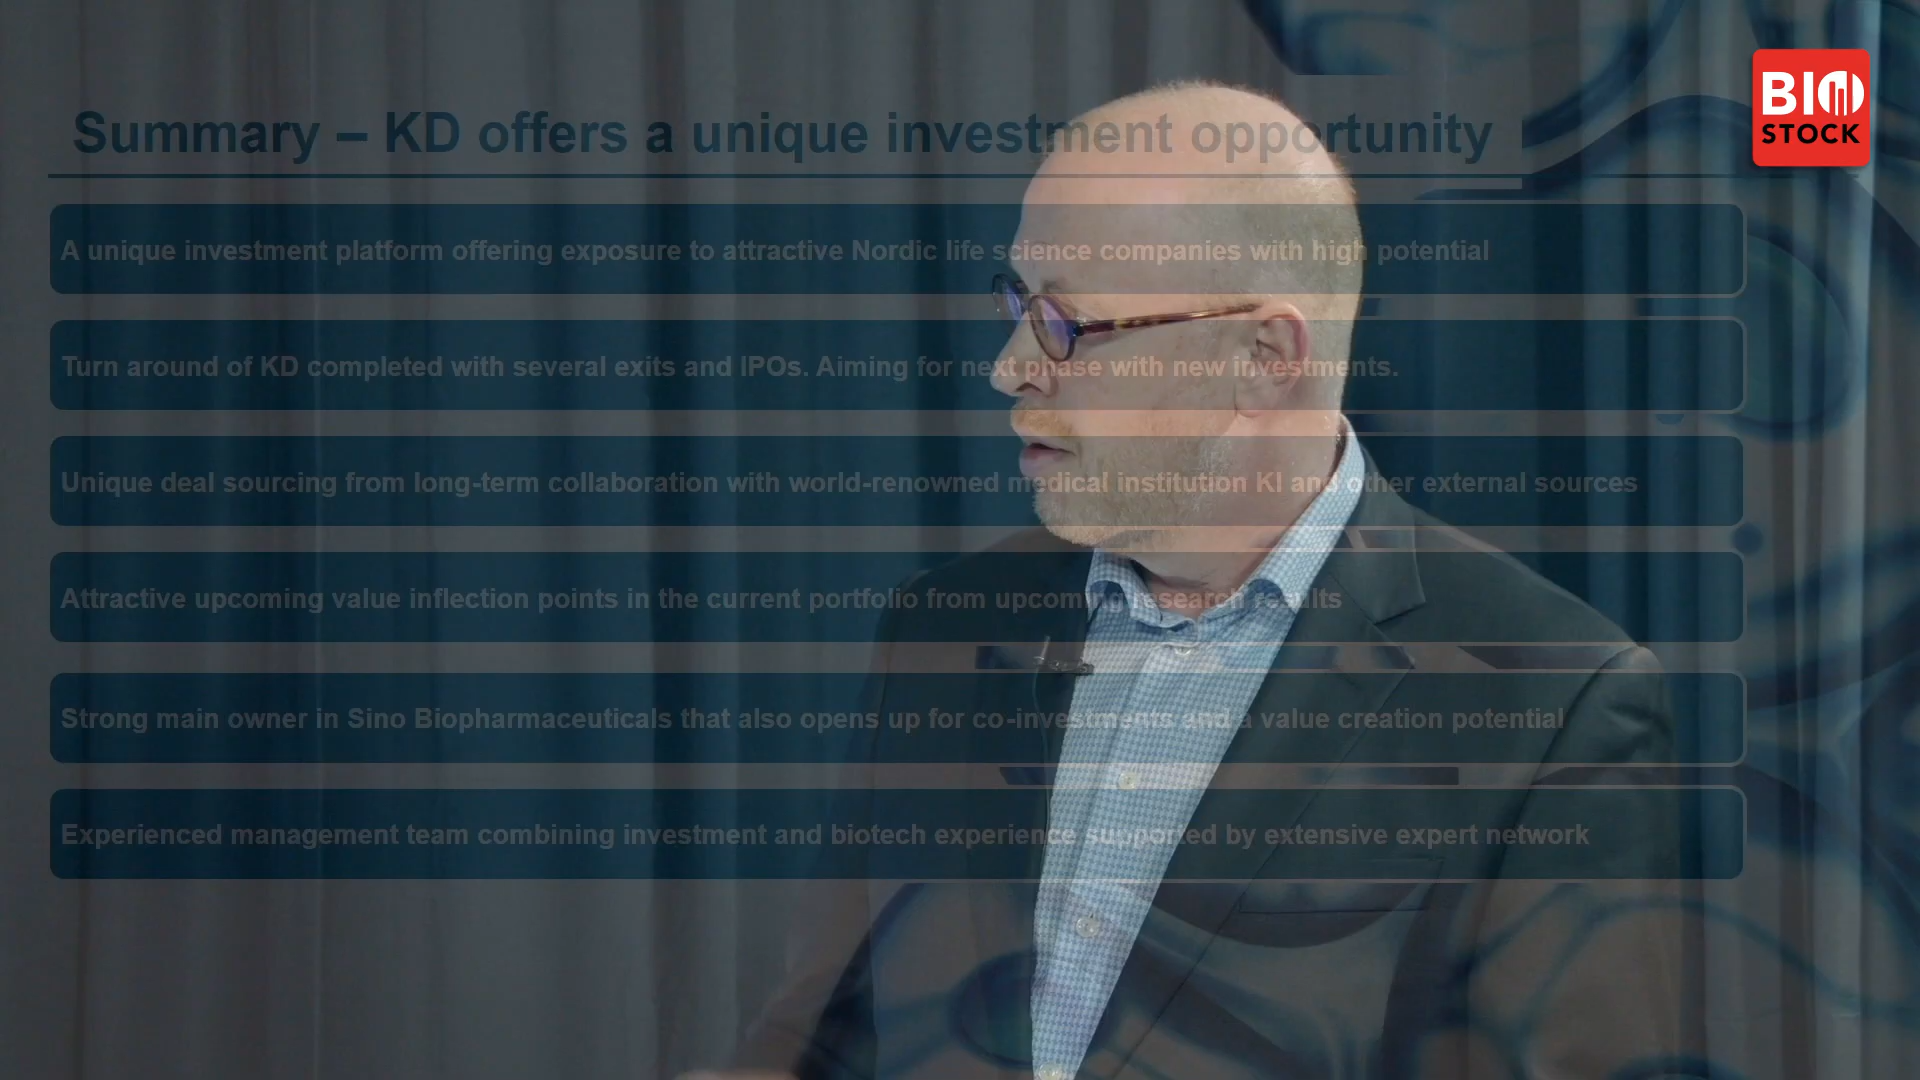 BIO
STOCK
Summary – KD offers a unique investment opportunity
A unique investment platform offering exposure to attractive Nordic life science companies with high potential
Turn around of KD completed with several exits and IPOs. Aiming for next phase with new investments.
Unique deal sourcing from long-term collaboration with world-renowned medical institution KI and other external sources
Attractive upcoming value inflection points in the current portfolio from upcoming research results
Strong main owner in Sino Biopharmaceuticals that also opens up for co-investments and a value creation potential
Experienced management team combining investment and biotech experience supported by extensive expert network